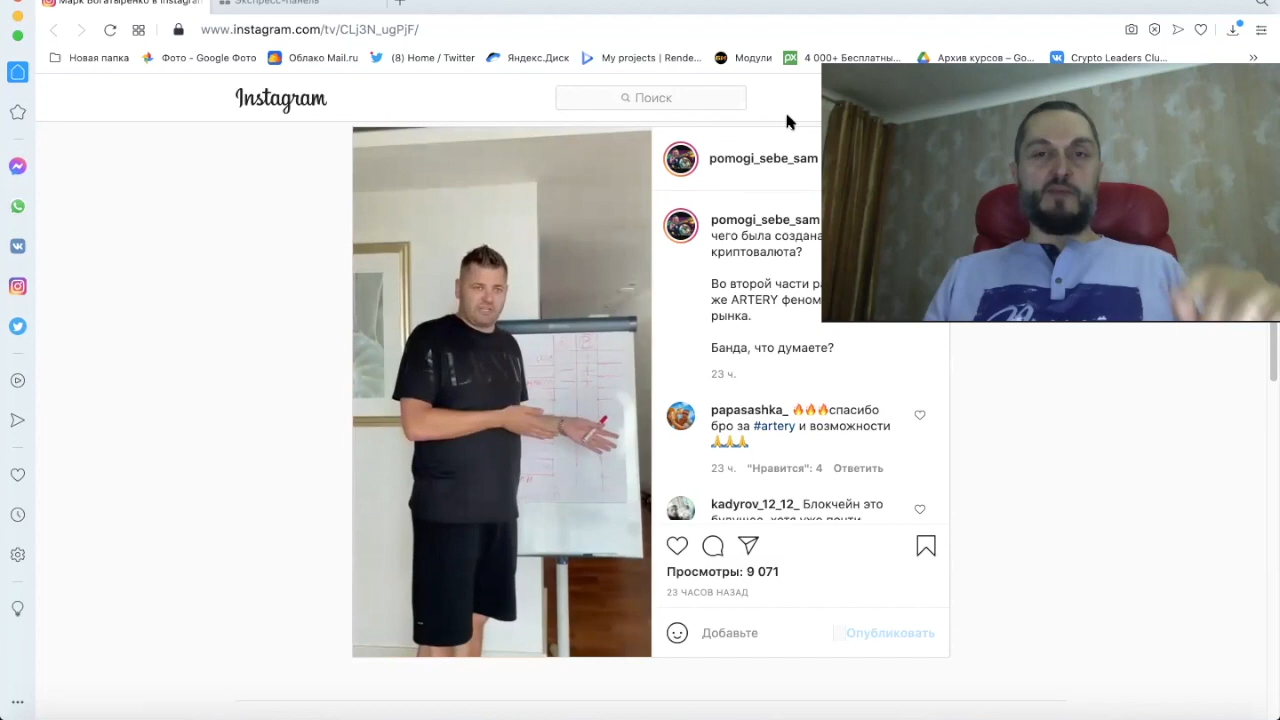 Марк Богатыренко в Instagram
Экспресс-панель
www.instagram.com/tv/CLj3N_ugPjF/
Новая папка
Фото - Google Фото
Облако Mail.ru
(8) Home / Twitter
Яндекс.Диск
My projects | Rende...
Модули
4 000+ Бесплатны...
Архив курсов – Go...
Crypto Leaders Clu...
Instagram
Поиск
pomogi_sebe_sam
pomogi_sebe_sam
чего была создана
криптовалюта?
Во второй части р
же ARTERY феном
рынка.
Банда, что думаете?
23 ч.
papasashka_ 🔥🔥🔥спасибо
бро за #artery и возможности
🙏🙏🙏
23 ч. "Нравится": 4 Ответить
kadyrov_12_12_ Блокчейн это
будущее, хотя уже почти
Просмотры: 9 071
23 ЧАСОВ НАЗАД
Добавьте
Опубликовать